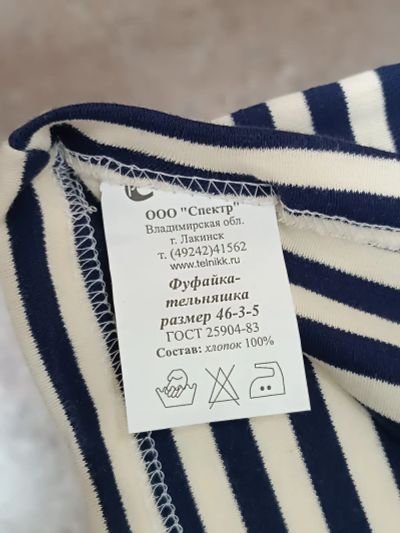 ООО "Спектр"
Владимирская обл.
г. Лакинск
т. (49242)41562
www.telnikk.ru
Фуфайка-
тельняшка
размер 46-3-5
ГОСТ 25904-83
Состав: хлопок 100%